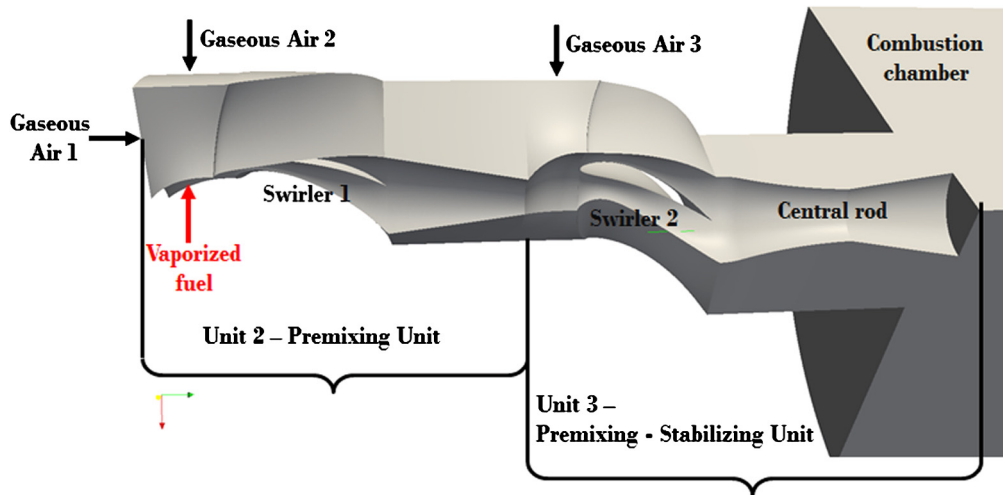 Gaseous Air 2
Gaseous Air 3
Combustion
chamber
Gaseous
Air 1
Swirler 1
Swirler 2
Central rod
Vaporized
fuel
Unit 2 – Premixing Unit
Unit 3 –
Premixing - Stabilizing Unit